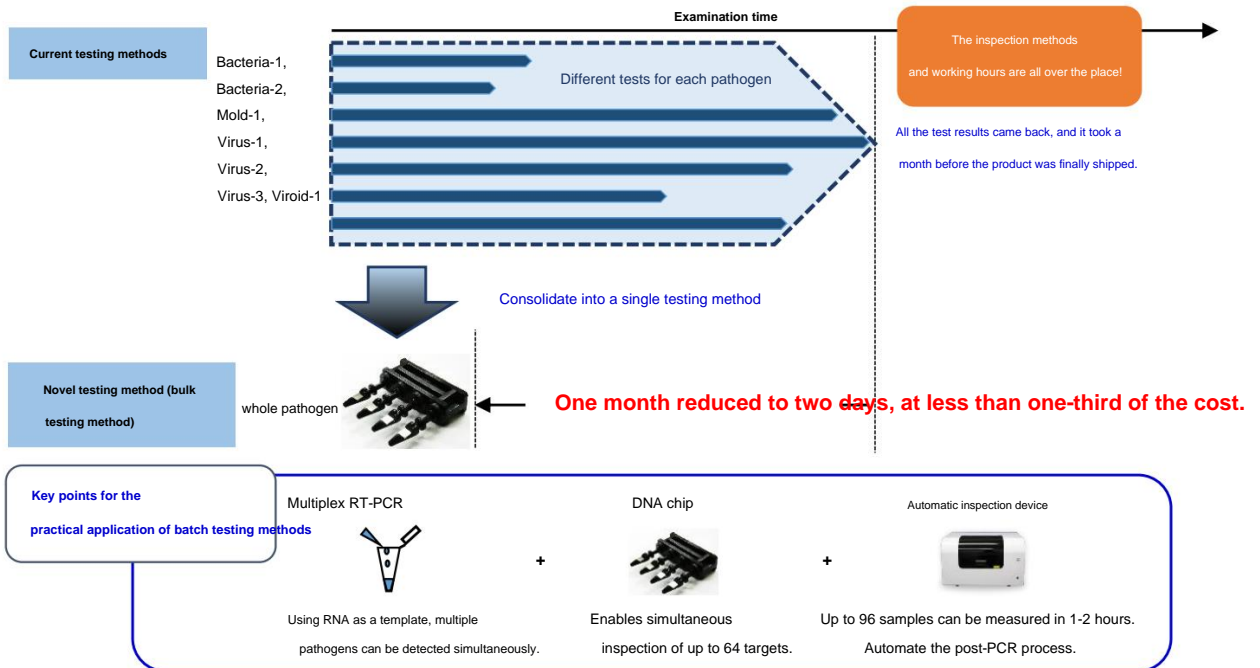 Examination time
Current testing methods
Bacteria-1,
Bacteria-2,
Mold-1,
Virus-1,
Virus-2,
Virus-3, Viroid-1
Different tests for each pathogen
The inspection methods
and working hours are all over the place!
All the test results came back, and it took a
month before the product was finally shipped.
Consolidate into a single testing method
Novel testing method (bulk
testing method)
whole pathogen
One month reduced to two days, at less than one-third of the cost.
Key points for the
practical application of batch testing methods
Multiplex RT-PCR
Using RNA as a template, multiple
pathogens can be detected simultaneously.
+
DNA chip
Enables simultaneous
inspection of up to 64 targets.
+
Automatic inspection device
Up to 96 samples can be measured in 1-2 hours.
Automate the post-PCR process.